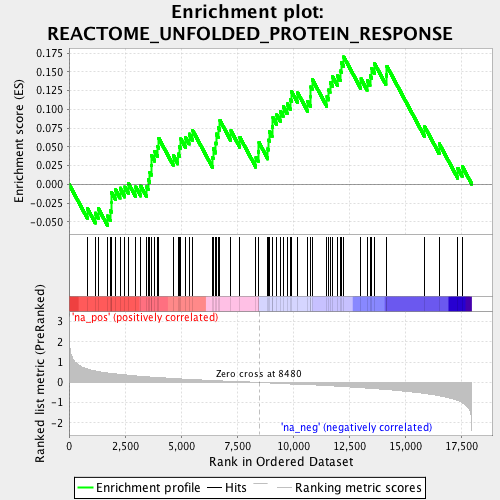 Enrichment plot:
REACTOME_UNFOLDED_PROTEIN_RESPONSE
Enrichment score (ES)
0.175
0.150
0.125
0.100
0.075
0.050
0.025
0.000
-0.025
-0.050
Ranked list metric (PreRanked)
'na_pos' (positively correlated)
3
2
1
0
-1
-2
Zero cross at 8480
'na_neg' (negatively correlated)
0
2,500
5,000
7,500
10,000
12,500
15,000
17,500
Rank in Ordered Dataset
Enrichment profile
Hits
Ranking metric scores